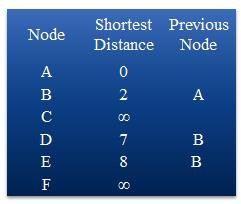 Node Shortest Distance Previous Node
A 0
B 2 A
C ∞
D 7 B
E 8 B
F ∞